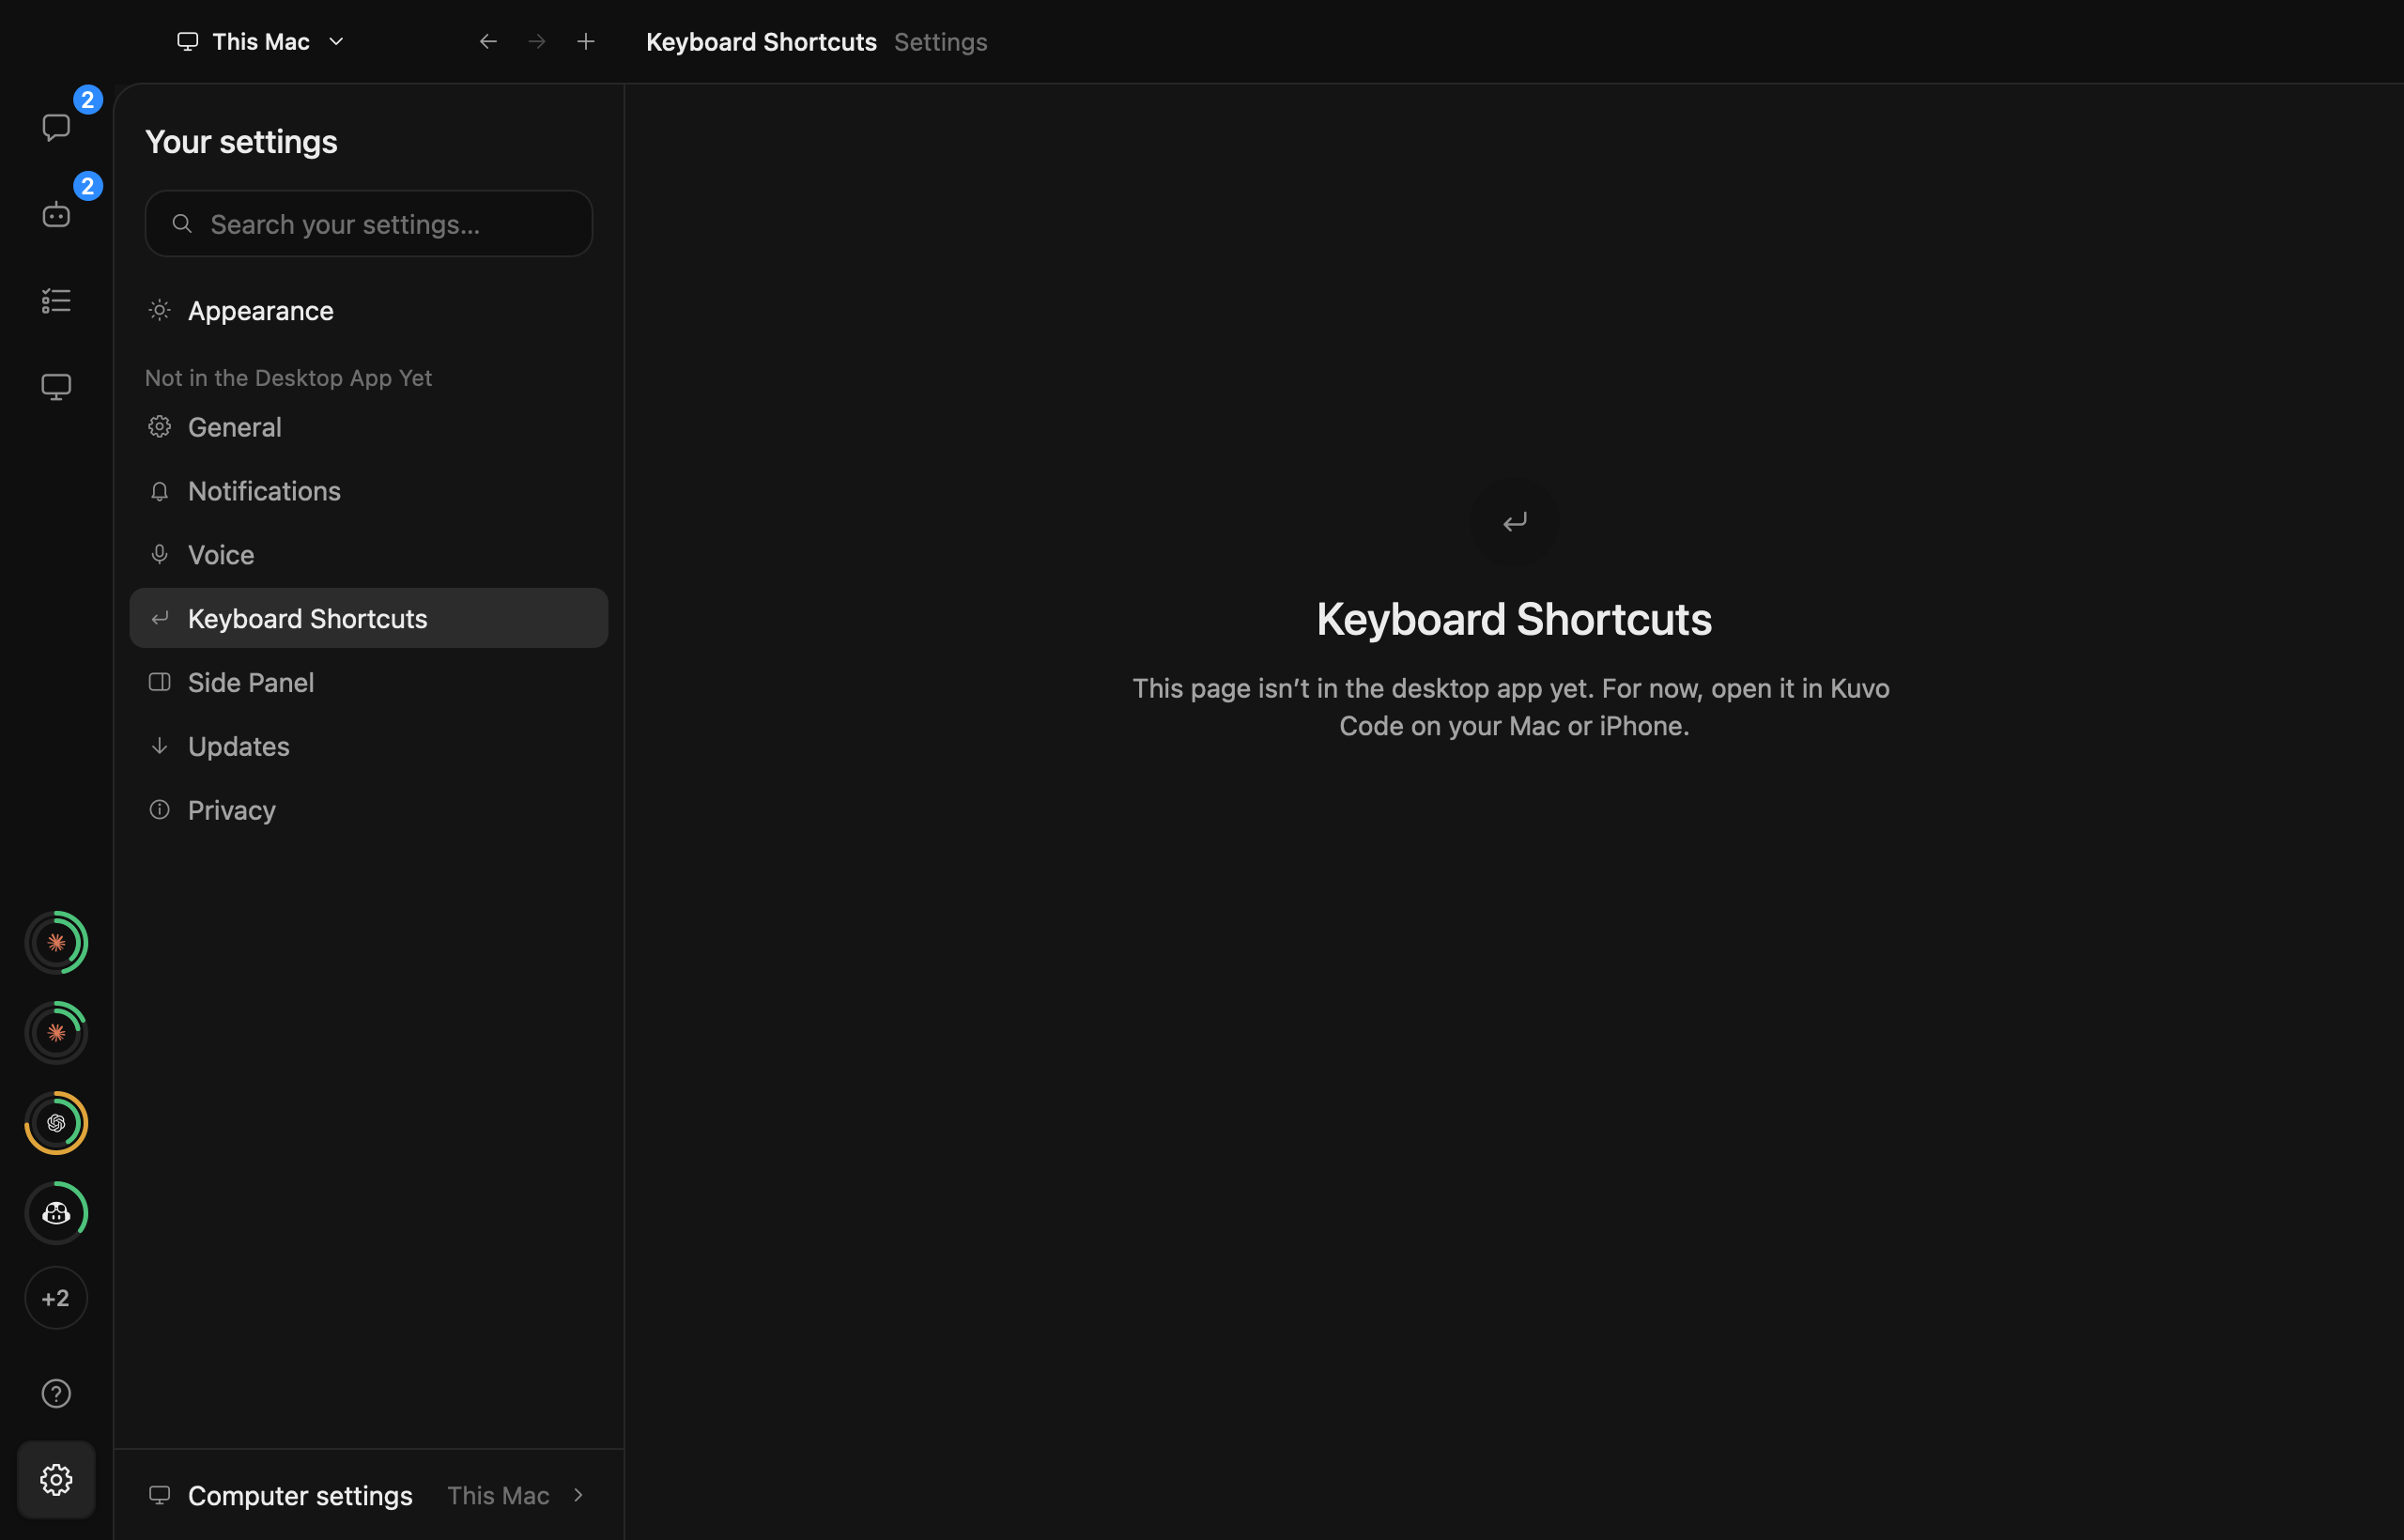 This Mac
Keyboard Shortcuts Settings
2
2
Your settings
Search your settings...
Appearance
Not in the Desktop App Yet
General
Notifications
Voice
Keyboard Shortcuts
Side Panel
Updates
Privacy
+2
Computer settings This Mac
Keyboard Shortcuts
This page isn’t in the desktop app yet. For now, open it in Kuvo
Code on your Mac or iPhone.